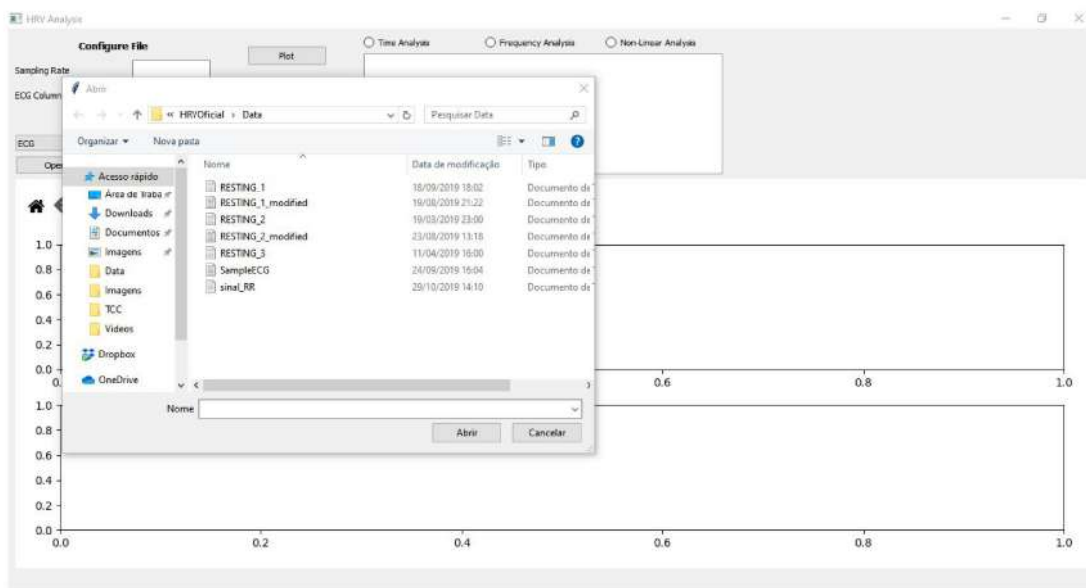 HRV Analysis
Configure File
Plot
Time Analysis
Frequency Analysis
Non-Linear Analysis
Sampling Rate
ECG Column
ECG
Ope
Abrir
« HRVOficial › Data
Pesquisar Data
Organizar
Nova pasta
Nome
Data de modificação
Tipo
Acesso rápido
Área de Traba
Downloads
Documentos
Imagens
Data
Imagens
TCC
Videos
Dropbox
OneDrive
RESTING_1 18/09/2019 18:02 Documento de
RESTING_1_modified 19/08/2019 21:22 Documento de
RESTING_2 19/03/2019 23:00 Documento de
RESTING_2_modified 23/08/2019 13:18 Documento de
RESTING_3 11/04/2019 16:00 Documento de
SampleECG 24/09/2019 16:04 Documento de
sinal_RR 29/10/2019 14:10 Documento de
Nome
Abrir
Cancelar
1.0
0.8
0.6
0.4
0.2
0.0
0. 0.6 0.8 1.0
1.0
0.8
0.6
0.4
0.2
0.0
0.0 0.2 0.4 0.6 0.8 1.0